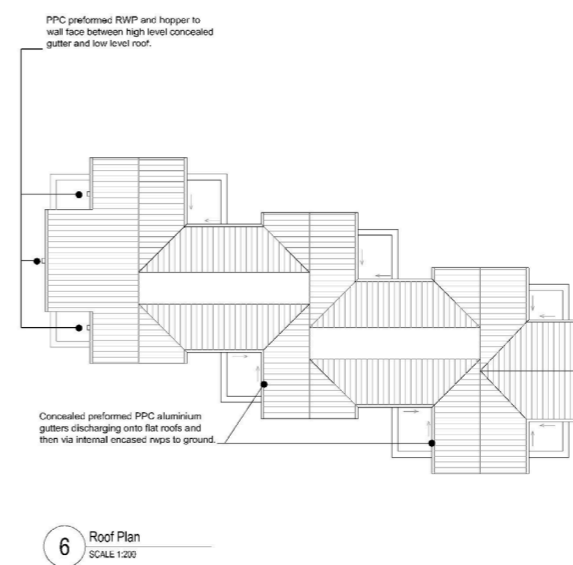 PPC preformed RWP and hopper to
wall face between high level concealed
gutter and low level roof.
Concealed preformed PPC aluminium
gutters discharging onto flat roofs and
then via internal encased rwps to ground.
6
Roof Plan
SCALE 1:200